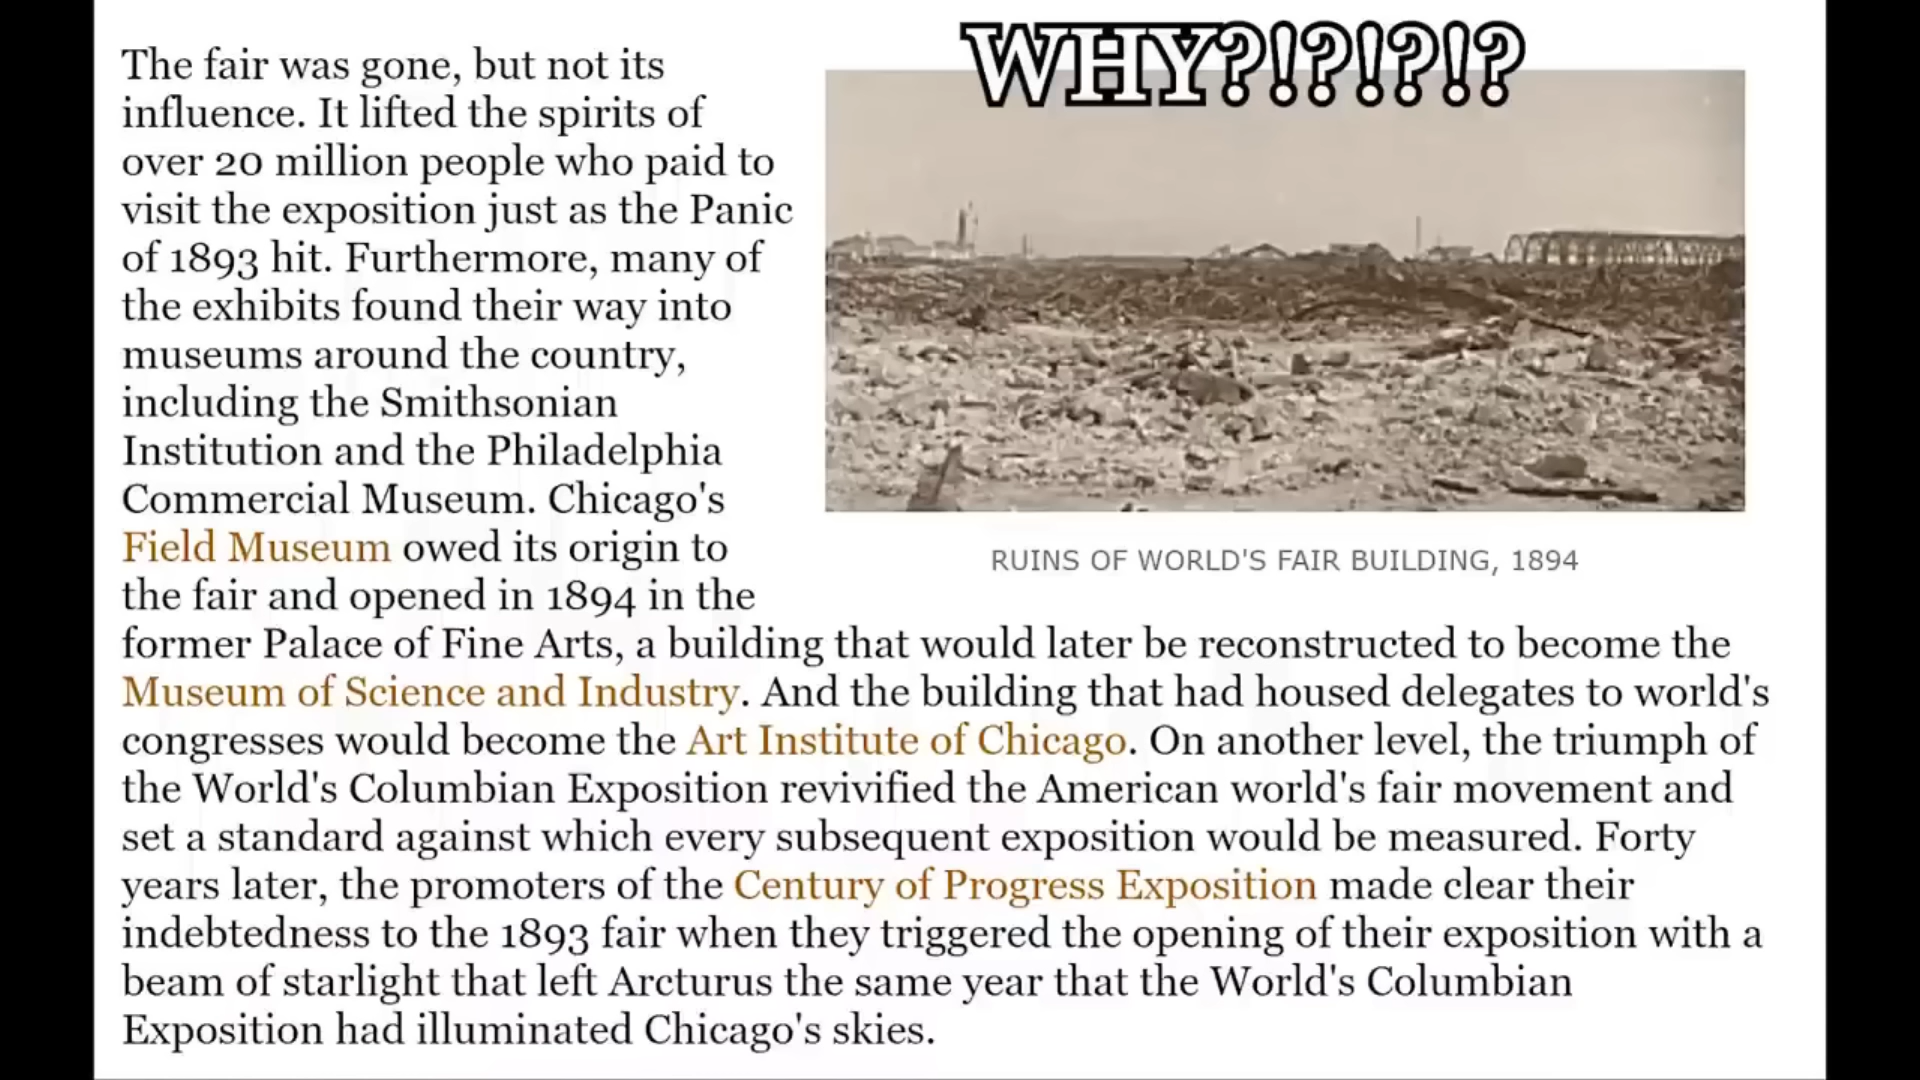 WHY?!?!?!?
The fair was gone, but not its
influence. It lifted the spirits of
over 20 million people who paid to
visit the exposition just as the Panic
of 1893 hit. Furthermore, many of
the exhibits found their way into
museums around the country,
including the Smithsonian
Institution and the Philadelphia
Commercial Museum. Chicago's
Field Museum owed its origin to
the fair and opened in 1894 in the
former Palace of Fine Arts, a building that would later be reconstructed to become the
Museum of Science and Industry. And the building that had housed delegates to world's
congresses would become the Art Institute of Chicago. On another level, the triumph of
the World's Columbian Exposition revivified the American world's fair movement and
set a standard against which every subsequent exposition would be measured. Forty
years later, the promoters of the Century of Progress Exposition made clear their
indebtedness to the 1893 fair when they triggered the opening of their exposition with a
beam of starlight that left Arcturus the same year that the World's Columbian
Exposition had illuminated Chicago's skies.
RUINS OF WORLD'S FAIR BUILDING, 1894